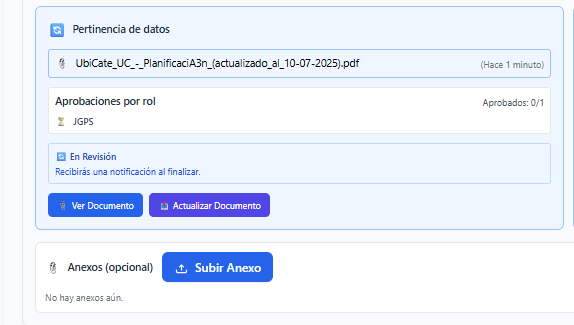 Pertinencia de datos
UbiCate_UC_-_PlanificaciA3n_(actualizado_al_10-07-2025).pdf (Hace 1 minuto)
Aprobaciones por rol Aprobados: 0/1
JGPS
En Revisión
Recibirás una notificación al finalizar.
Ver Documento Actualizar Documento
Anexos (opcional) Subir Anexo
No hay anexos aún.